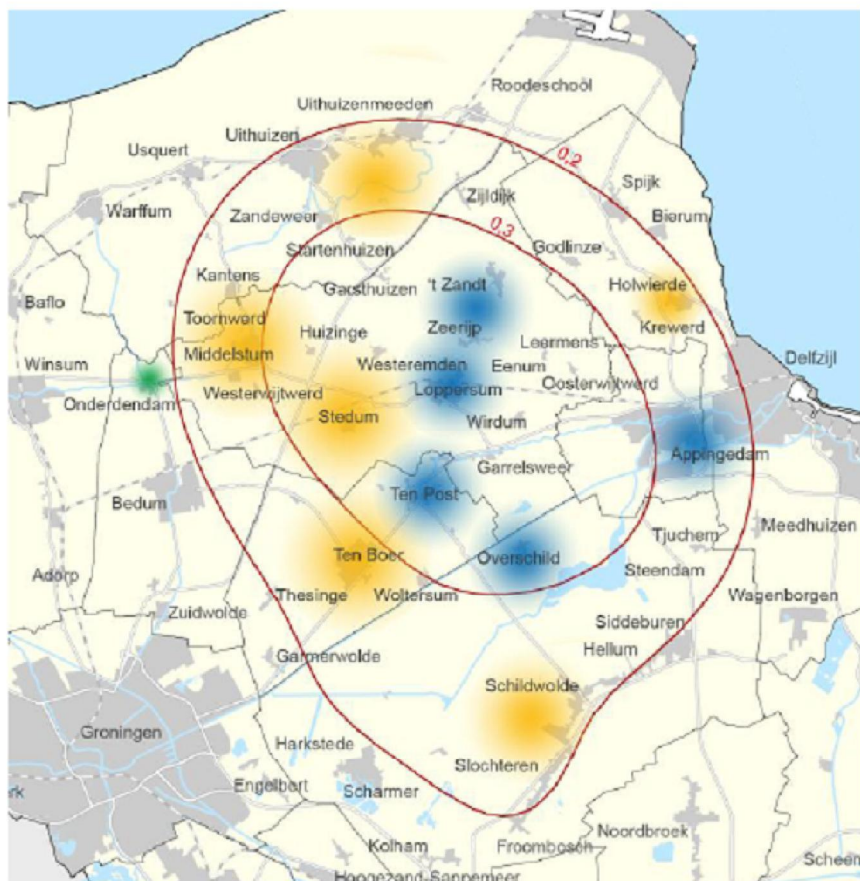 Roodeschool
Uithuizenmeeden
Uithuizen
Usquert
0,2
Spijk
Zijldijk
Warffum
Zandeweer
Bierum
0,3
Startenhuizen
Godlinze
Kantens
Garsthuizen
't Zandt
Holwierde
Baflo
Toornwerd
Huizinge
Zeerijp
Krewerd
Leermens
Middelstum
Winsum
Westeremden
Eenum
Delfzijl
Oosterwijtwerd
Westerwijtwerd
Loppersum
Onderdendam
Stedum
Wirdum
Appingedam
Garrelsweer
Bedum
Ten Post
Meedhuizen
Tjuchem
Ten Boer
Overschild
Adorp
Steendam
Thesinge
Woltersum
Wagenborgen
Zuidwolde
Siddeburen
Hellum
Garmerwolde
Schildwolde
Groningen
Harkstede
Slochteren
Engelbert
rk
Scharmer
Noordbroek
Kolham
Froombosch
Scheem
Hoogezand-Sappemeer